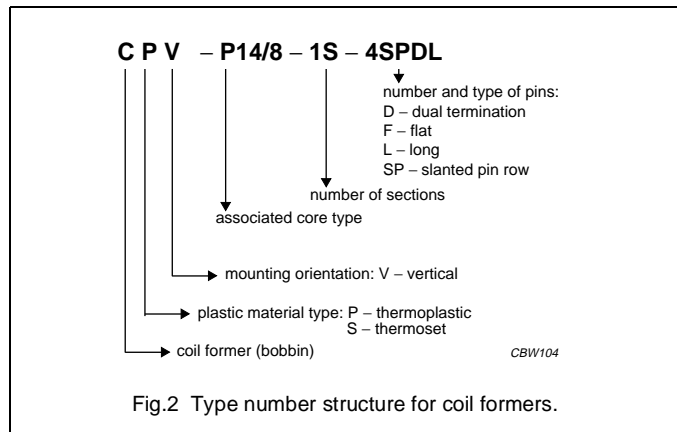 C P V – P14/8 – 1S – 4SPDL
number and type of pins:
D – dual termination
F – flat
L – long
SP – slanted pin row
number of sections
associated core type
mounting orientation: V – vertical
plastic material type: P – thermoplastic
S – thermoset
coil former (bobbin)
CBW104
Fig.2 Type number structure for coil formers.